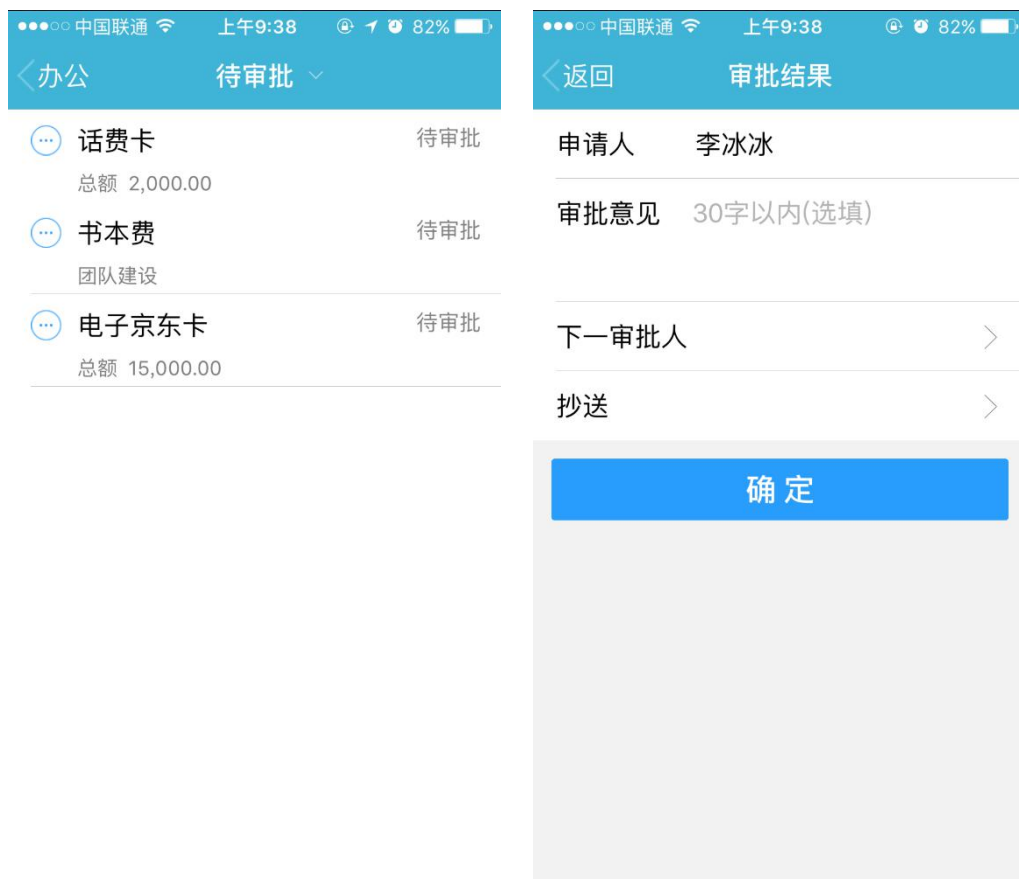 中国联通 上午9:38 82%
办公 待审批
话费卡 待审批
总额 2,000.00
书本费 待审批
团队建设
电子京东卡 待审批
总额 15,000.00
中国联通 上午9:38 82%
返回 审批结果
申请人 李冰冰
审批意见 30字以内(选填)
下一审批人
抄送
确定